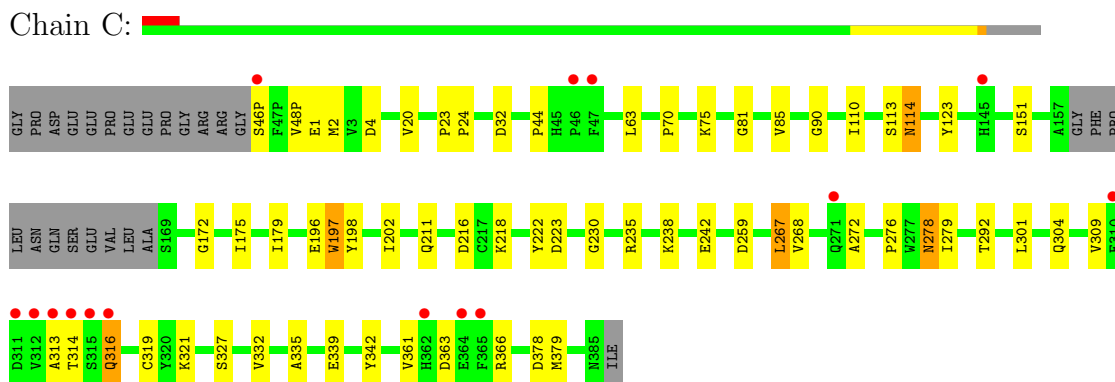 Chain C:
GLY PRO ASP GLU GLU PRO GLU GLU PRO GLY ARG ARG GLY S46P F47P V48P E1 M2 V3 D4 V20 P23 P24 D32 P44 H45 P46 F47 L63 P70 K75 G81 V85 G90 I110 S113 N114 Y123 H145 S151 A157 GLY PHE PRO
LEU ASN GLN SER GLU VAL LEU ALA S169 G172 I175 I179 E196 W197 Y198 I202 Q211 D216 C217 K218 Y222 D223 G230 R235 K238 E242 D259 L267 V268 Q271 A272 P276 W277 N278 I279 T292 L301 Q304 V309 E310
D311 V312 A313 T314 S315 Q316 C319 Y320 K321 S327 V332 A335 E339 Y342 V361 H362 D363 E364 F365 R366 D378 M379 N385 ILE